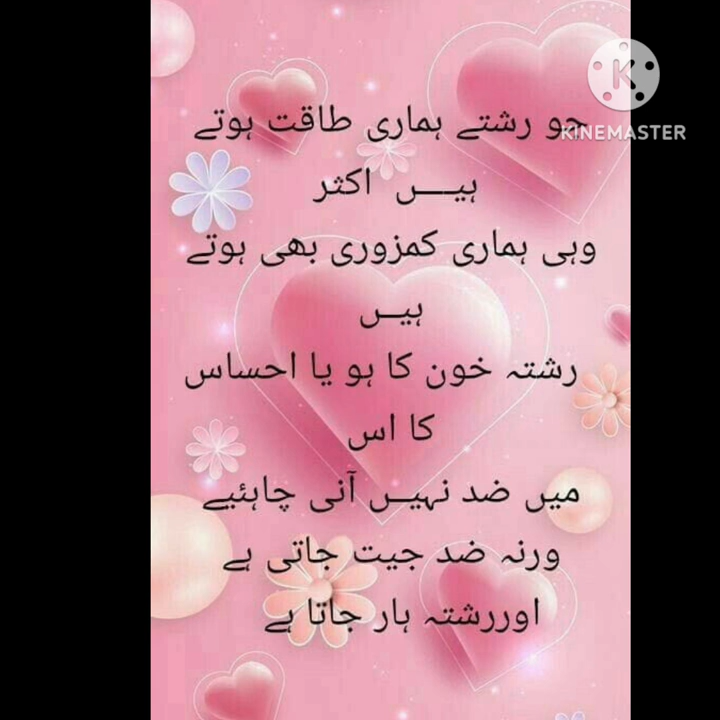 KINEMASTER
جو رشتے ہماری طاقت ہوتے
ہیں اکثر
وہی ہماری کمزوری بھی ہوتے
ہیں
رشتہ خون کا ہو یا احساس
کا اس
میں ضد نہیں آنی چاہئیے
ورنہ ضد جیت جاتی ہے
اوررشتہ ہار جاتا ہے